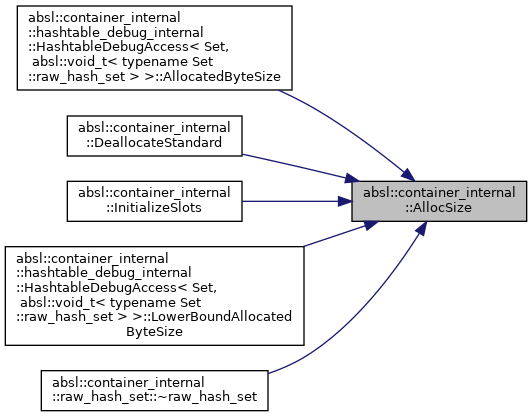 absl::container_internal
::hashtable_debug_internal
::HashtableDebugAccess< Set,
absl::void_t< typename Set
::raw_hash_set > >::AllocatedByteSize
absl::container_internal
::DeallocateStandard
absl::container_internal
::InitializeSlots
absl::container_internal
::AllocSize
absl::container_internal
::hashtable_debug_internal
::HashtableDebugAccess< Set,
absl::void_t< typename Set
::raw_hash_set > >::LowerBoundAllocated
ByteSize
absl::container_internal
::raw_hash_set::~raw_hash_set